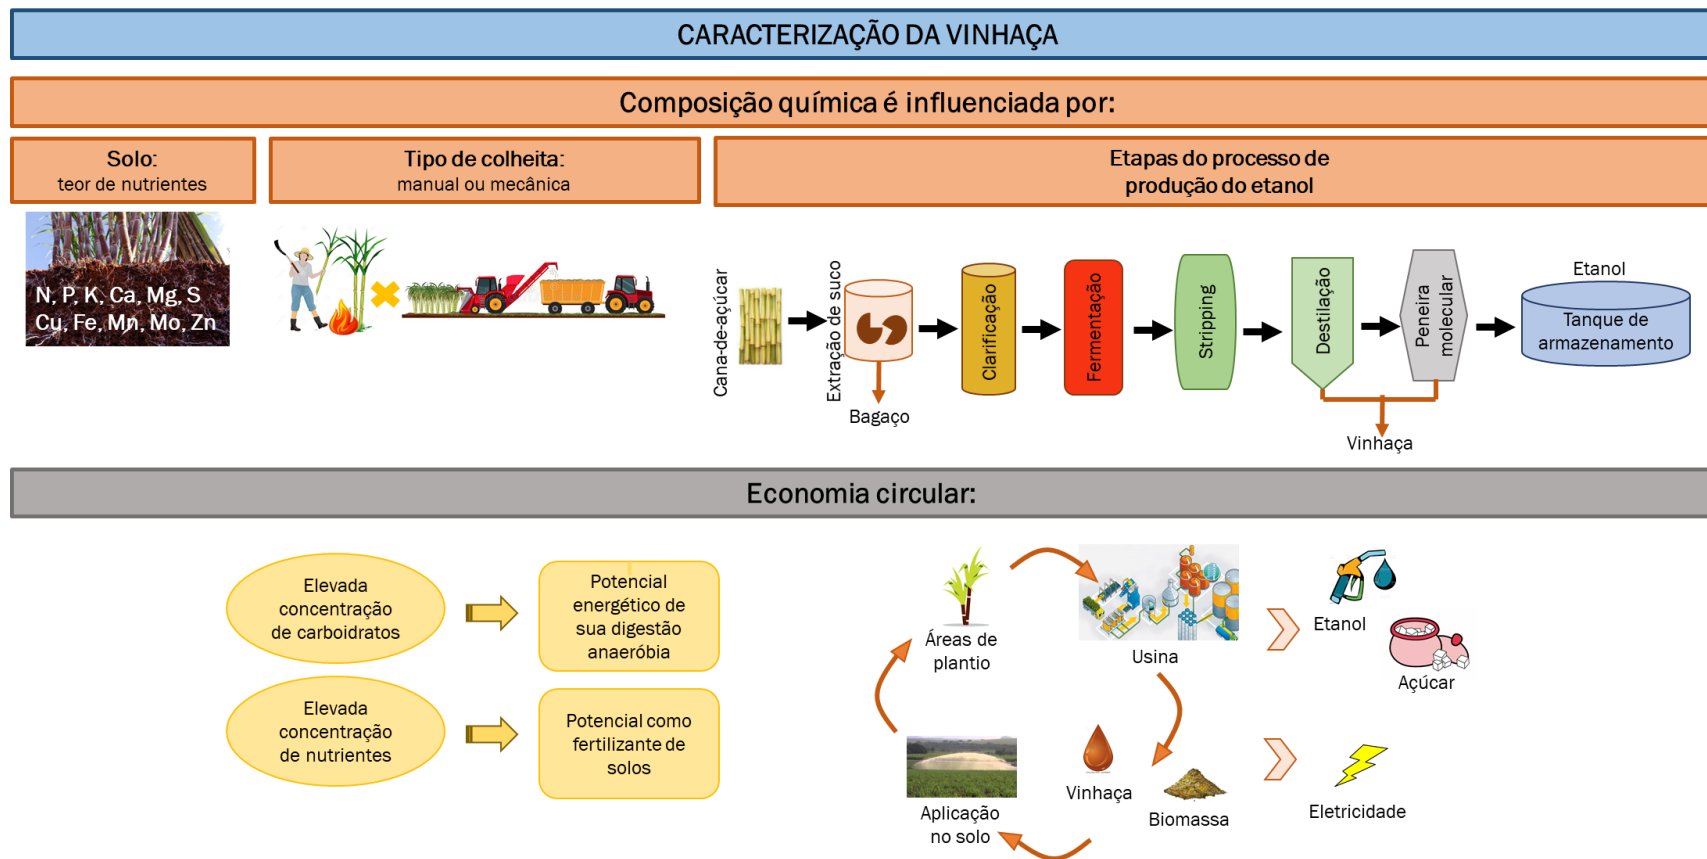 CARACTERIZAÇÃO DA VINHAÇA
Composição química é influenciada por:
Solo:
teor de nutrientes
Tipo de colheita:
manual ou mecânica
Etapas do processo de
produção do etanol
N, P, K, Ca, Mg, S
Cu, Fe, Mn, Mo, Zn
Cana-de-açúcar
Extração de suco
Bagaço
Clarificação
Fermentação
Stripping
Destilação
Peneira
molecular
Vinhaça
Etanol
Tanque de
armazenamento
Economia circular:
Elevada
concentração
de carboidratos
Potencial
energético de
sua digestão
anaeróbia
Elevada
concentração
de nutrientes
Potencial como
fertilizante de
solos
Áreas de
plantio
Usina
Etanol
Açúcar
Aplicação
no solo
Vinhaça
Biomassa
Eletricidade